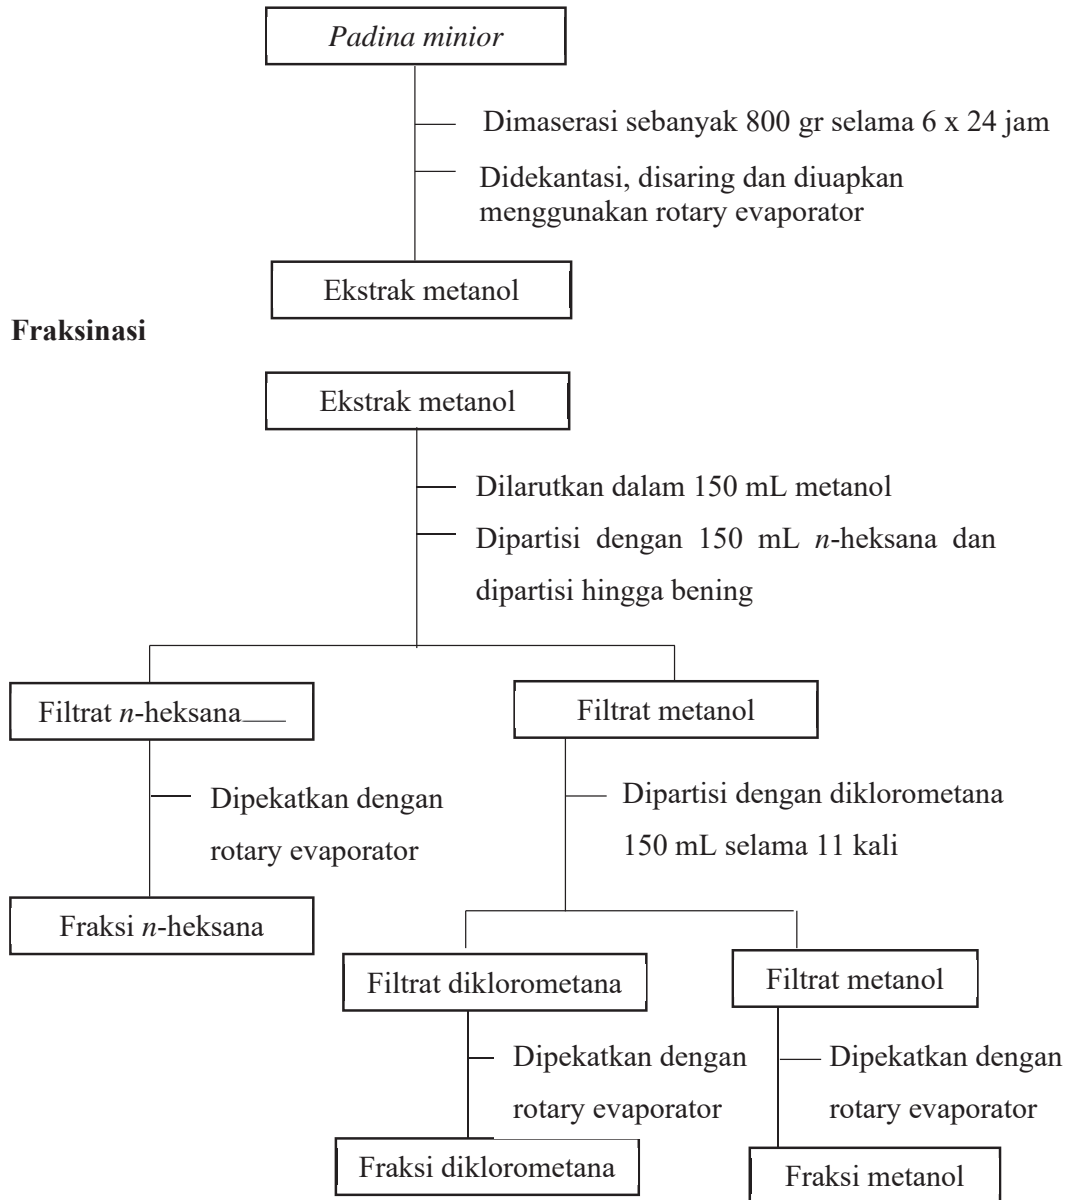 Padina minior
Dimaserasi sebanyak 800 gr selama 6 x 24 jam
Didekantasi, disaring dan diuapkan
menggunakan rotary evaporator
Ekstrak metanol
Fraksinasi
Ekstrak metanol
Dilarutkan dalam 150 mL metanol
Dipartisi dengan 150 mL n-heksana dan
dipartisi hingga bening
Filtrat n-heksana
Filtrat metanol
Dipekatkan dengan
rotary evaporator
Dipartisi dengan diklorometana
150 mL selama 11 kali
Fraksi n-heksana
Filtrat diklorometana
Filtrat metanol
Dipekatkan dengan
rotary evaporator
Dipekatkan dengan
rotary evaporator
Fraksi diklorometana
Fraksi metanol